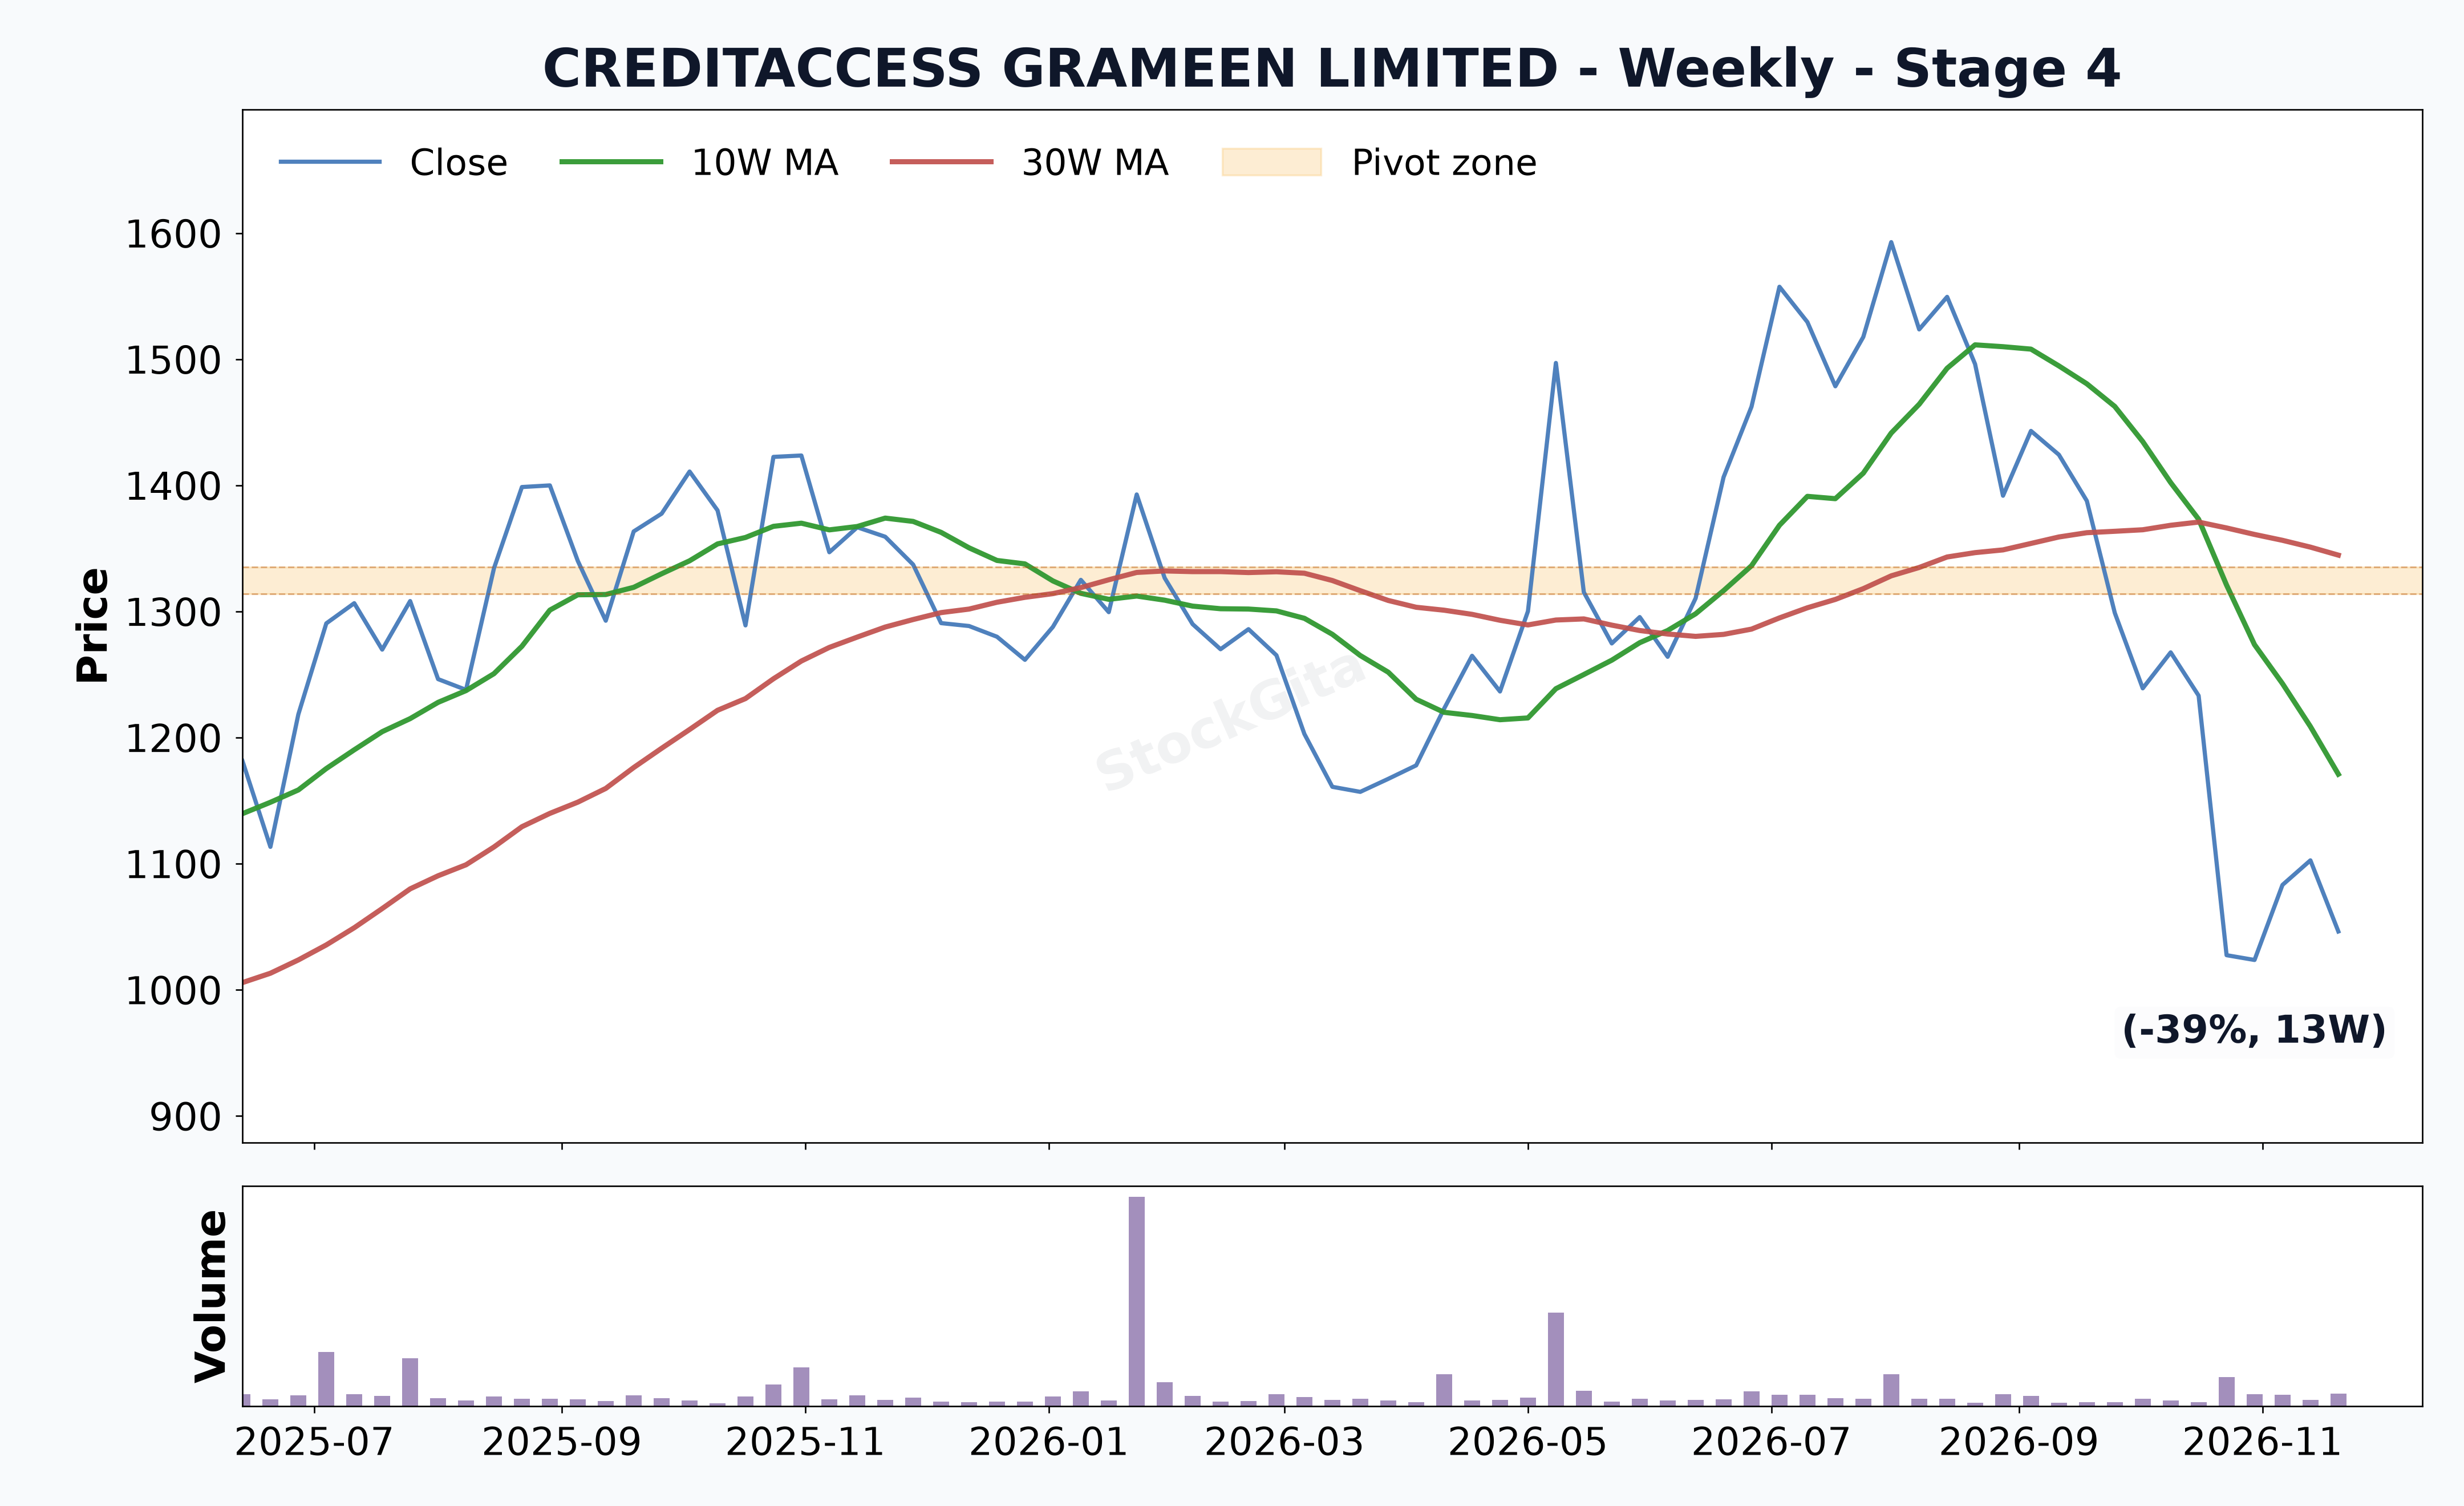 CREDITACCESS GRAMEEN LIMITED - Weekly - Stage 4
Close 10W MA 30W MA Pivot zone
1600
1500
1400
1300
1200
1100
1000
900
Price
StockGita
(-39%, 13W)
Volume
2025-07 2025-09 2025-11 2026-01 2026-03 2026-05 2026-07 2026-09 2026-11